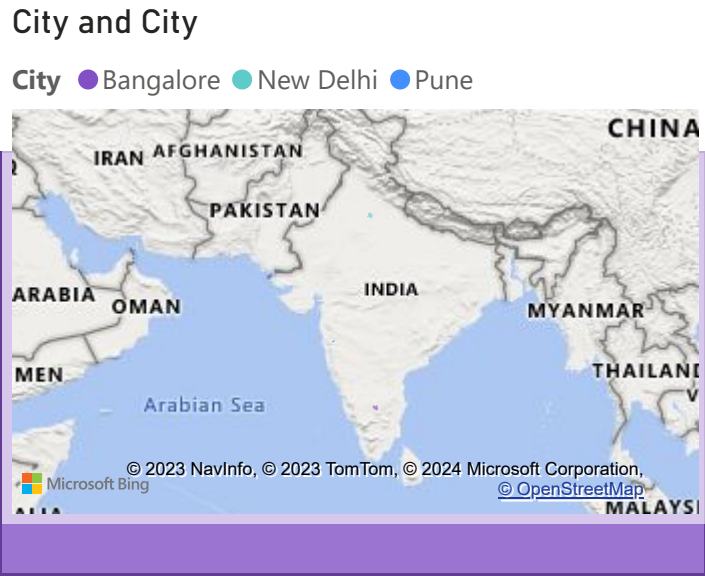 City and City
City Bangalore New Delhi Pune
CHINA
IRAN AFGHANISTAN
PAKISTAN
ARABIA OMAN INDIA
MYANMAR
MEN THAILAND
Arabian Sea
© 2023 NavInfo, © 2023 TomTom, © 2024 Microsoft Corporation,
Microsoft Bing © OpenStreetMap
MALAYSI